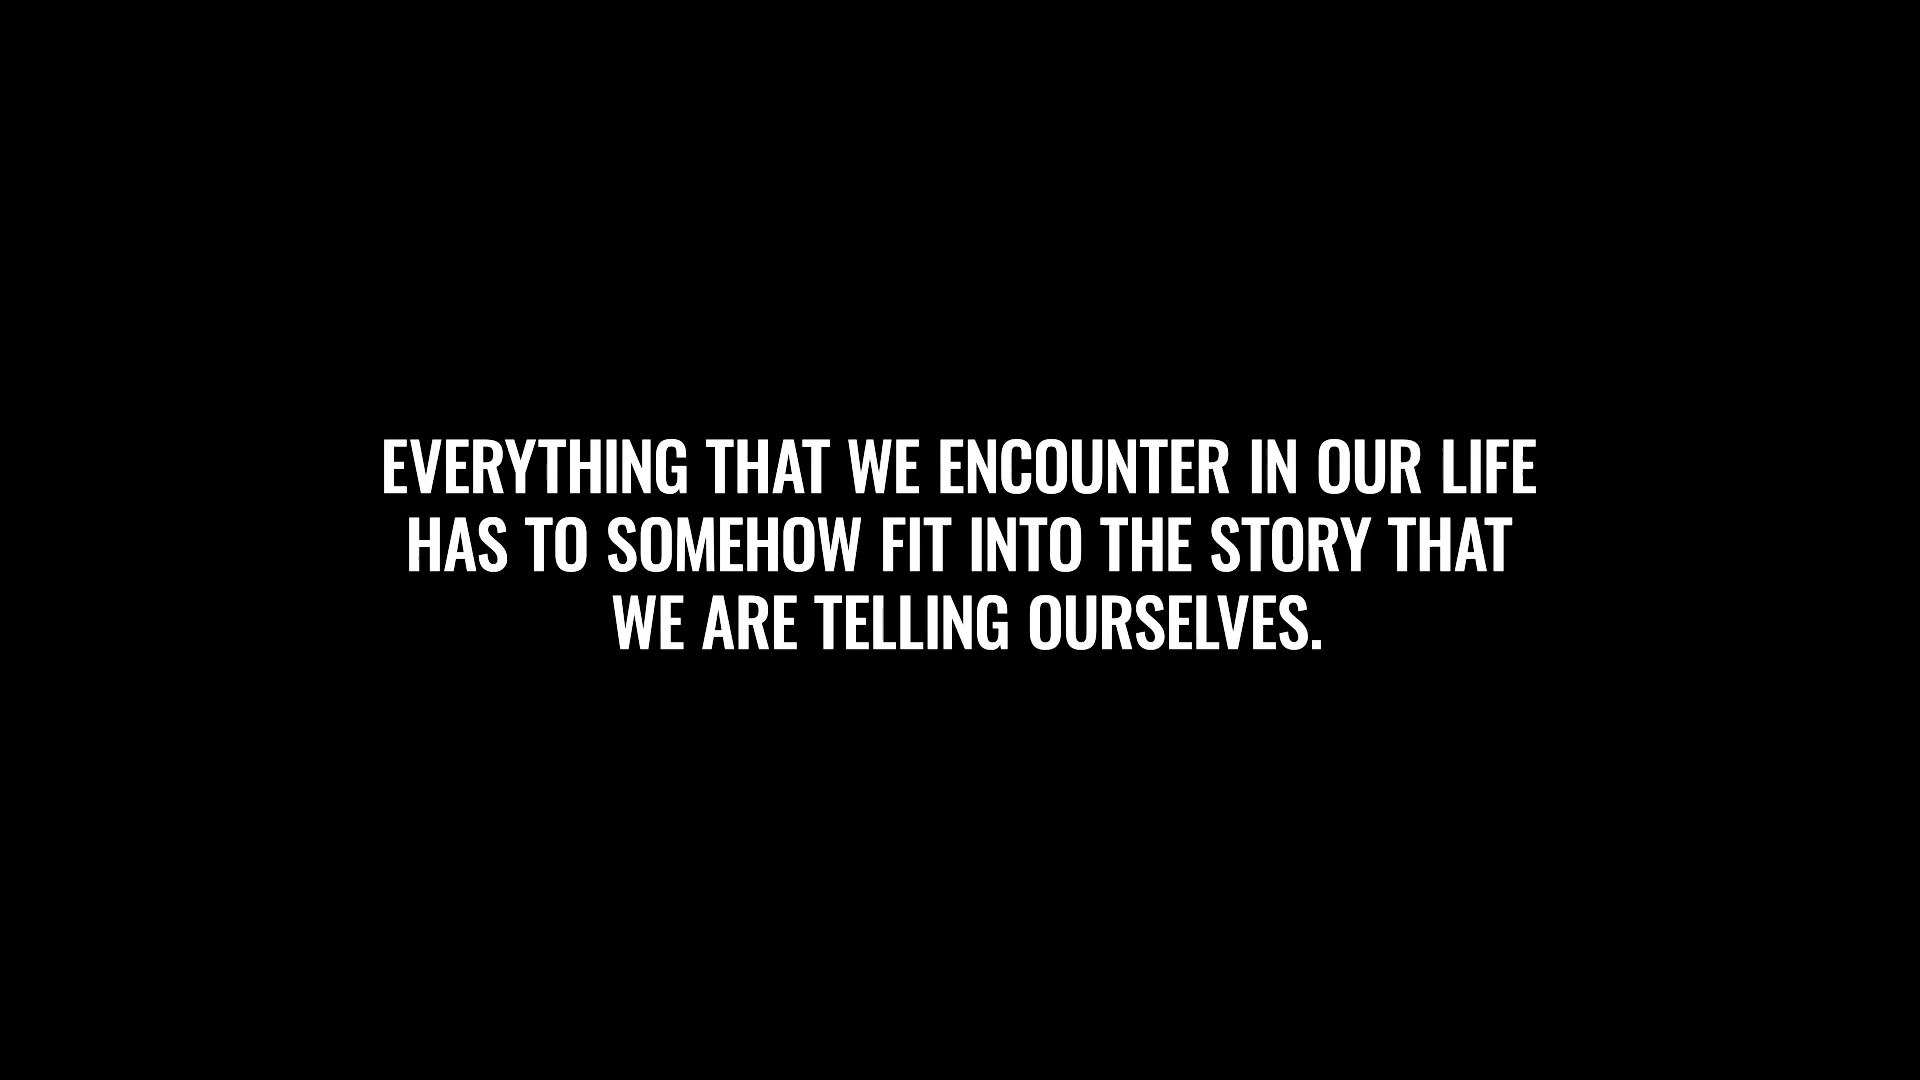 EVERYTHING THAT WE ENCOUNTER IN OUR LIFE
HAS TO SOMEHOW FIT INTO THE STORY THAT
WE ARE TELLING OURSELVES.